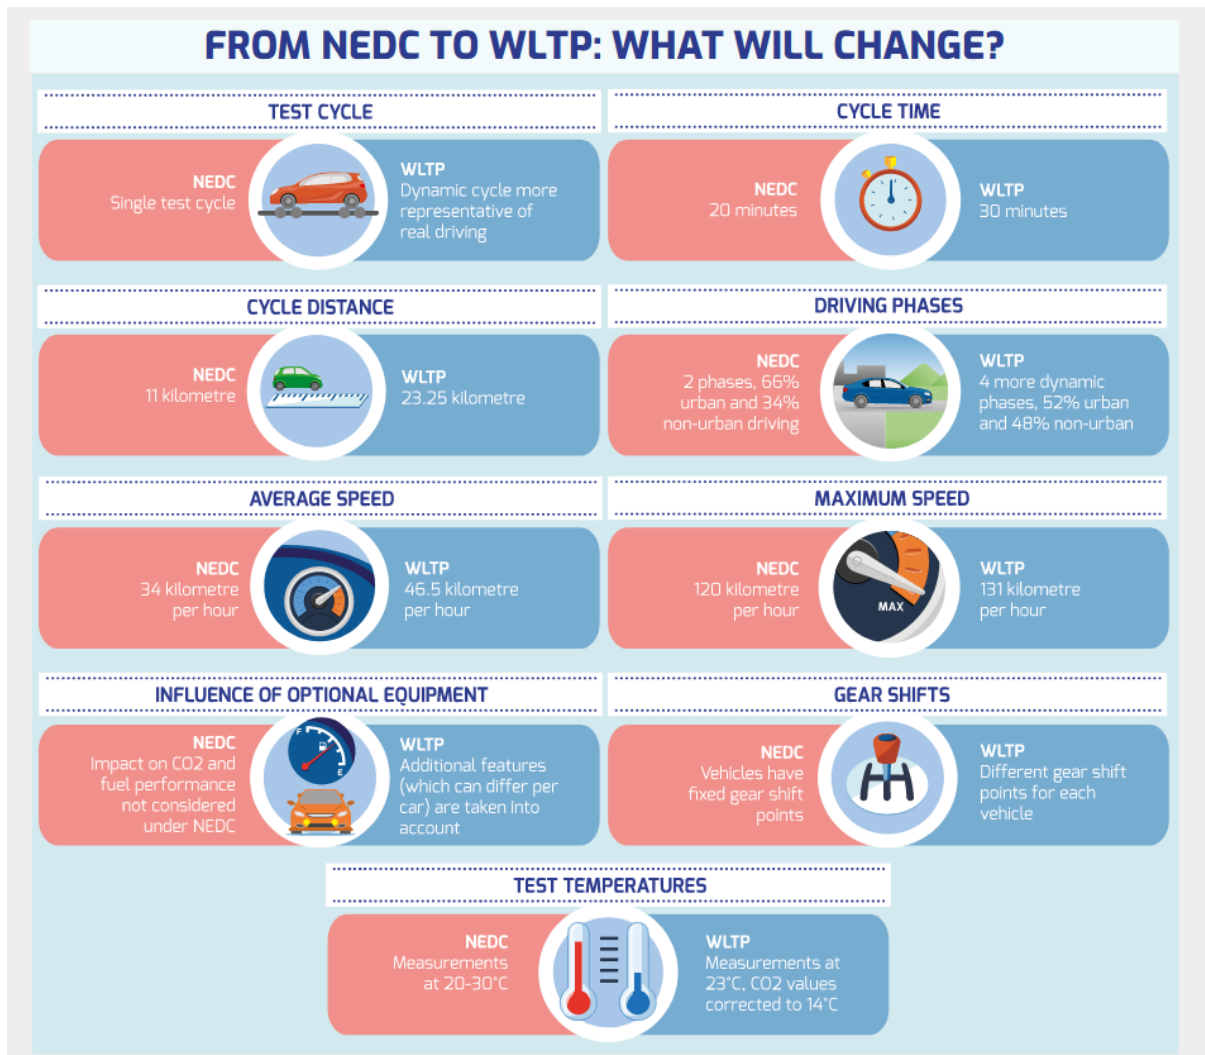 FROM NEDC TO WLTP: WHAT WILL CHANGE?
TEST CYCLE
NEDC
Single test cycle
WLTP
Dynamic cycle more
representative of
real driving
CYCLE TIME
NEDC
20 minutes
WLTP
30 minutes
CYCLE DISTANCE
NEDC
11 kilometre
WLTP
23.25 kilometre
DRIVING PHASES
NEDC
2 phases, 66%
urban and 34%
non-urban driving
WLTP
4 more dynamic
phases, 52% urban
and 48% non-urban
AVERAGE SPEED
NEDC
34 kilometre
per hour
WLTP
46.5 kilometre
per hour
MAXIMUM SPEED
NEDC
120 kilometre
per hour
MAX
WLTP
131 kilometre
per hour
INFLUENCE OF OPTIONAL EQUIPMENT
NEDC
Impact on CO2 and
fuel performance
not considered
under NEDC
F
E
WLTP
Additional features
(which can differ per
car) are taken into
account
GEAR SHIFTS
NEDC
Vehicles have
fixed gear shift
points
WLTP
Different gear shift
points for each
vehicle
TEST TEMPERATURES
NEDC
Measurements
at 20-30°C
WLTP
Measurements at
23°C, CO2 values
corrected to 14°C